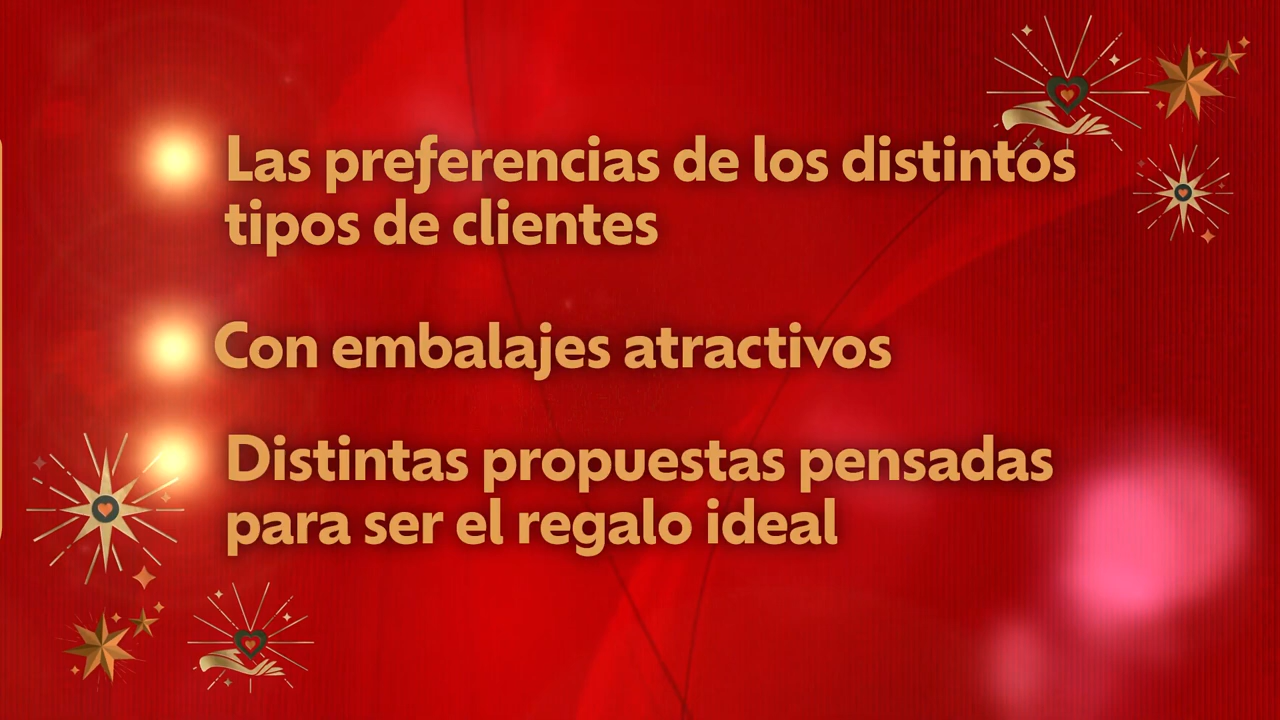 Las preferencias de los distintos
tipos de clientes
Con embalajes atractivos
Distintas propuestas pensadas
para ser el regalo ideal